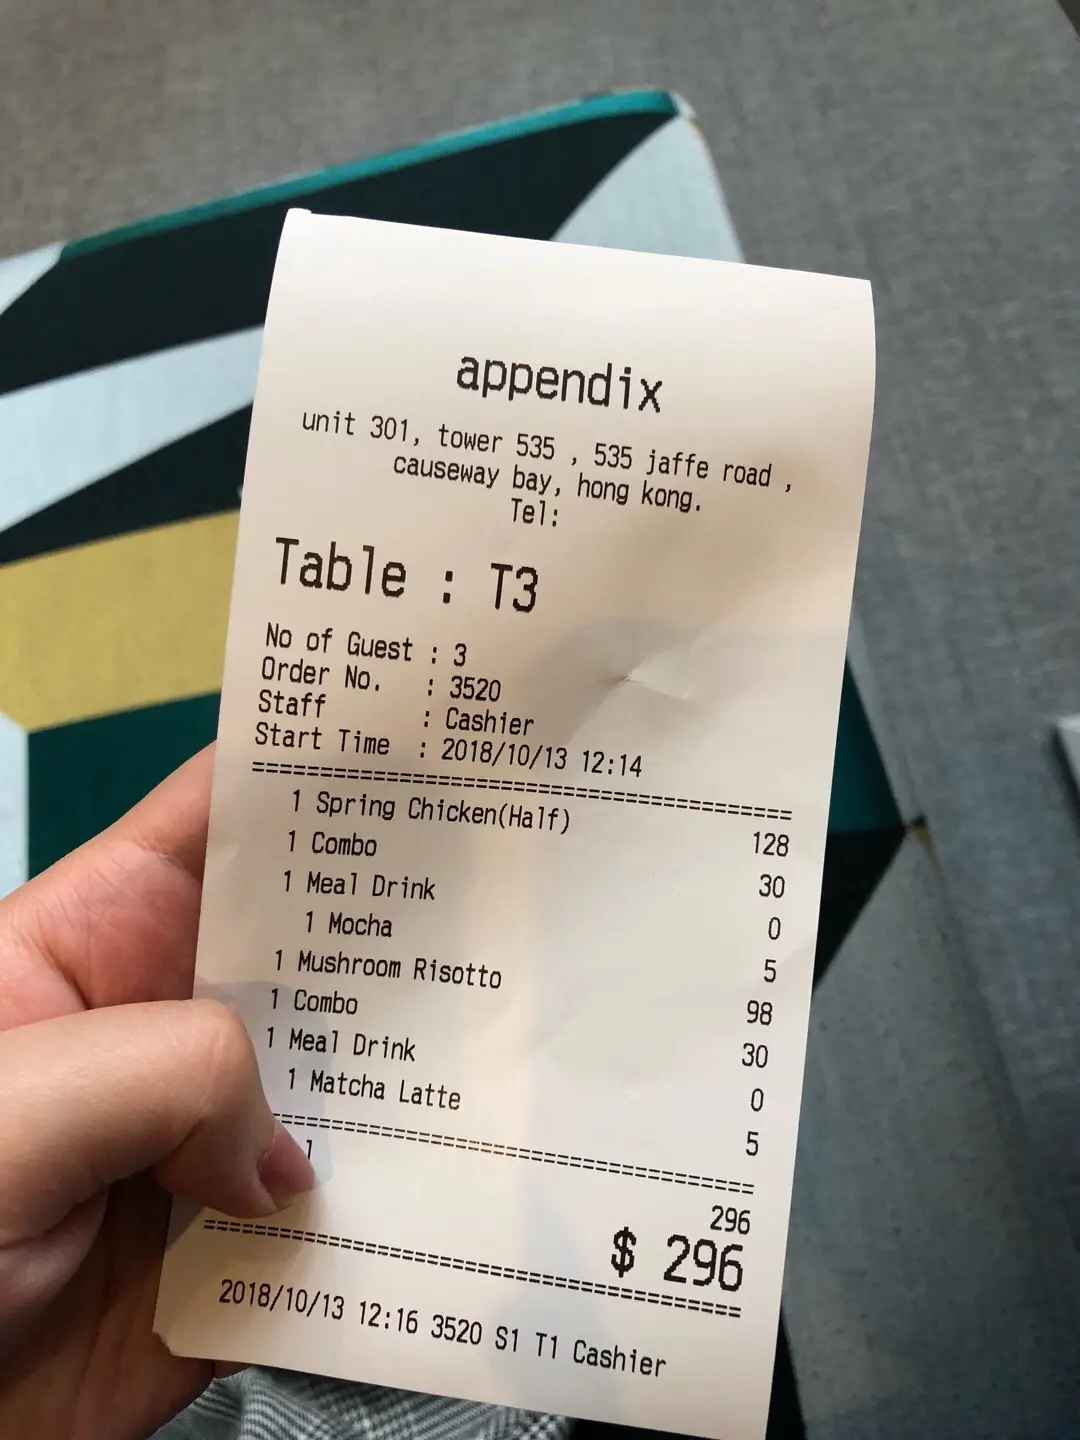 appendix
unit 301, tower 535 , 535 jaffe road ,
causeway bay, hong kong.
Tel:
Table : T3
No of Guest : 3
Order No. : 3520
Staff : Cashier
Start Time : 2018/10/13 12:14
=======================================
1 Spring Chicken(Half) 128
1 Combo 30
1 Meal Drink 0
1 Mocha 5
1 Mushroom Risotto 98
1 Combo 30
1 Meal Drink 0
1 Matcha Latte 5
=======================================
296
$ 296
=======================================
2018/10/13 12:16 3520 S1 T1 Cashier